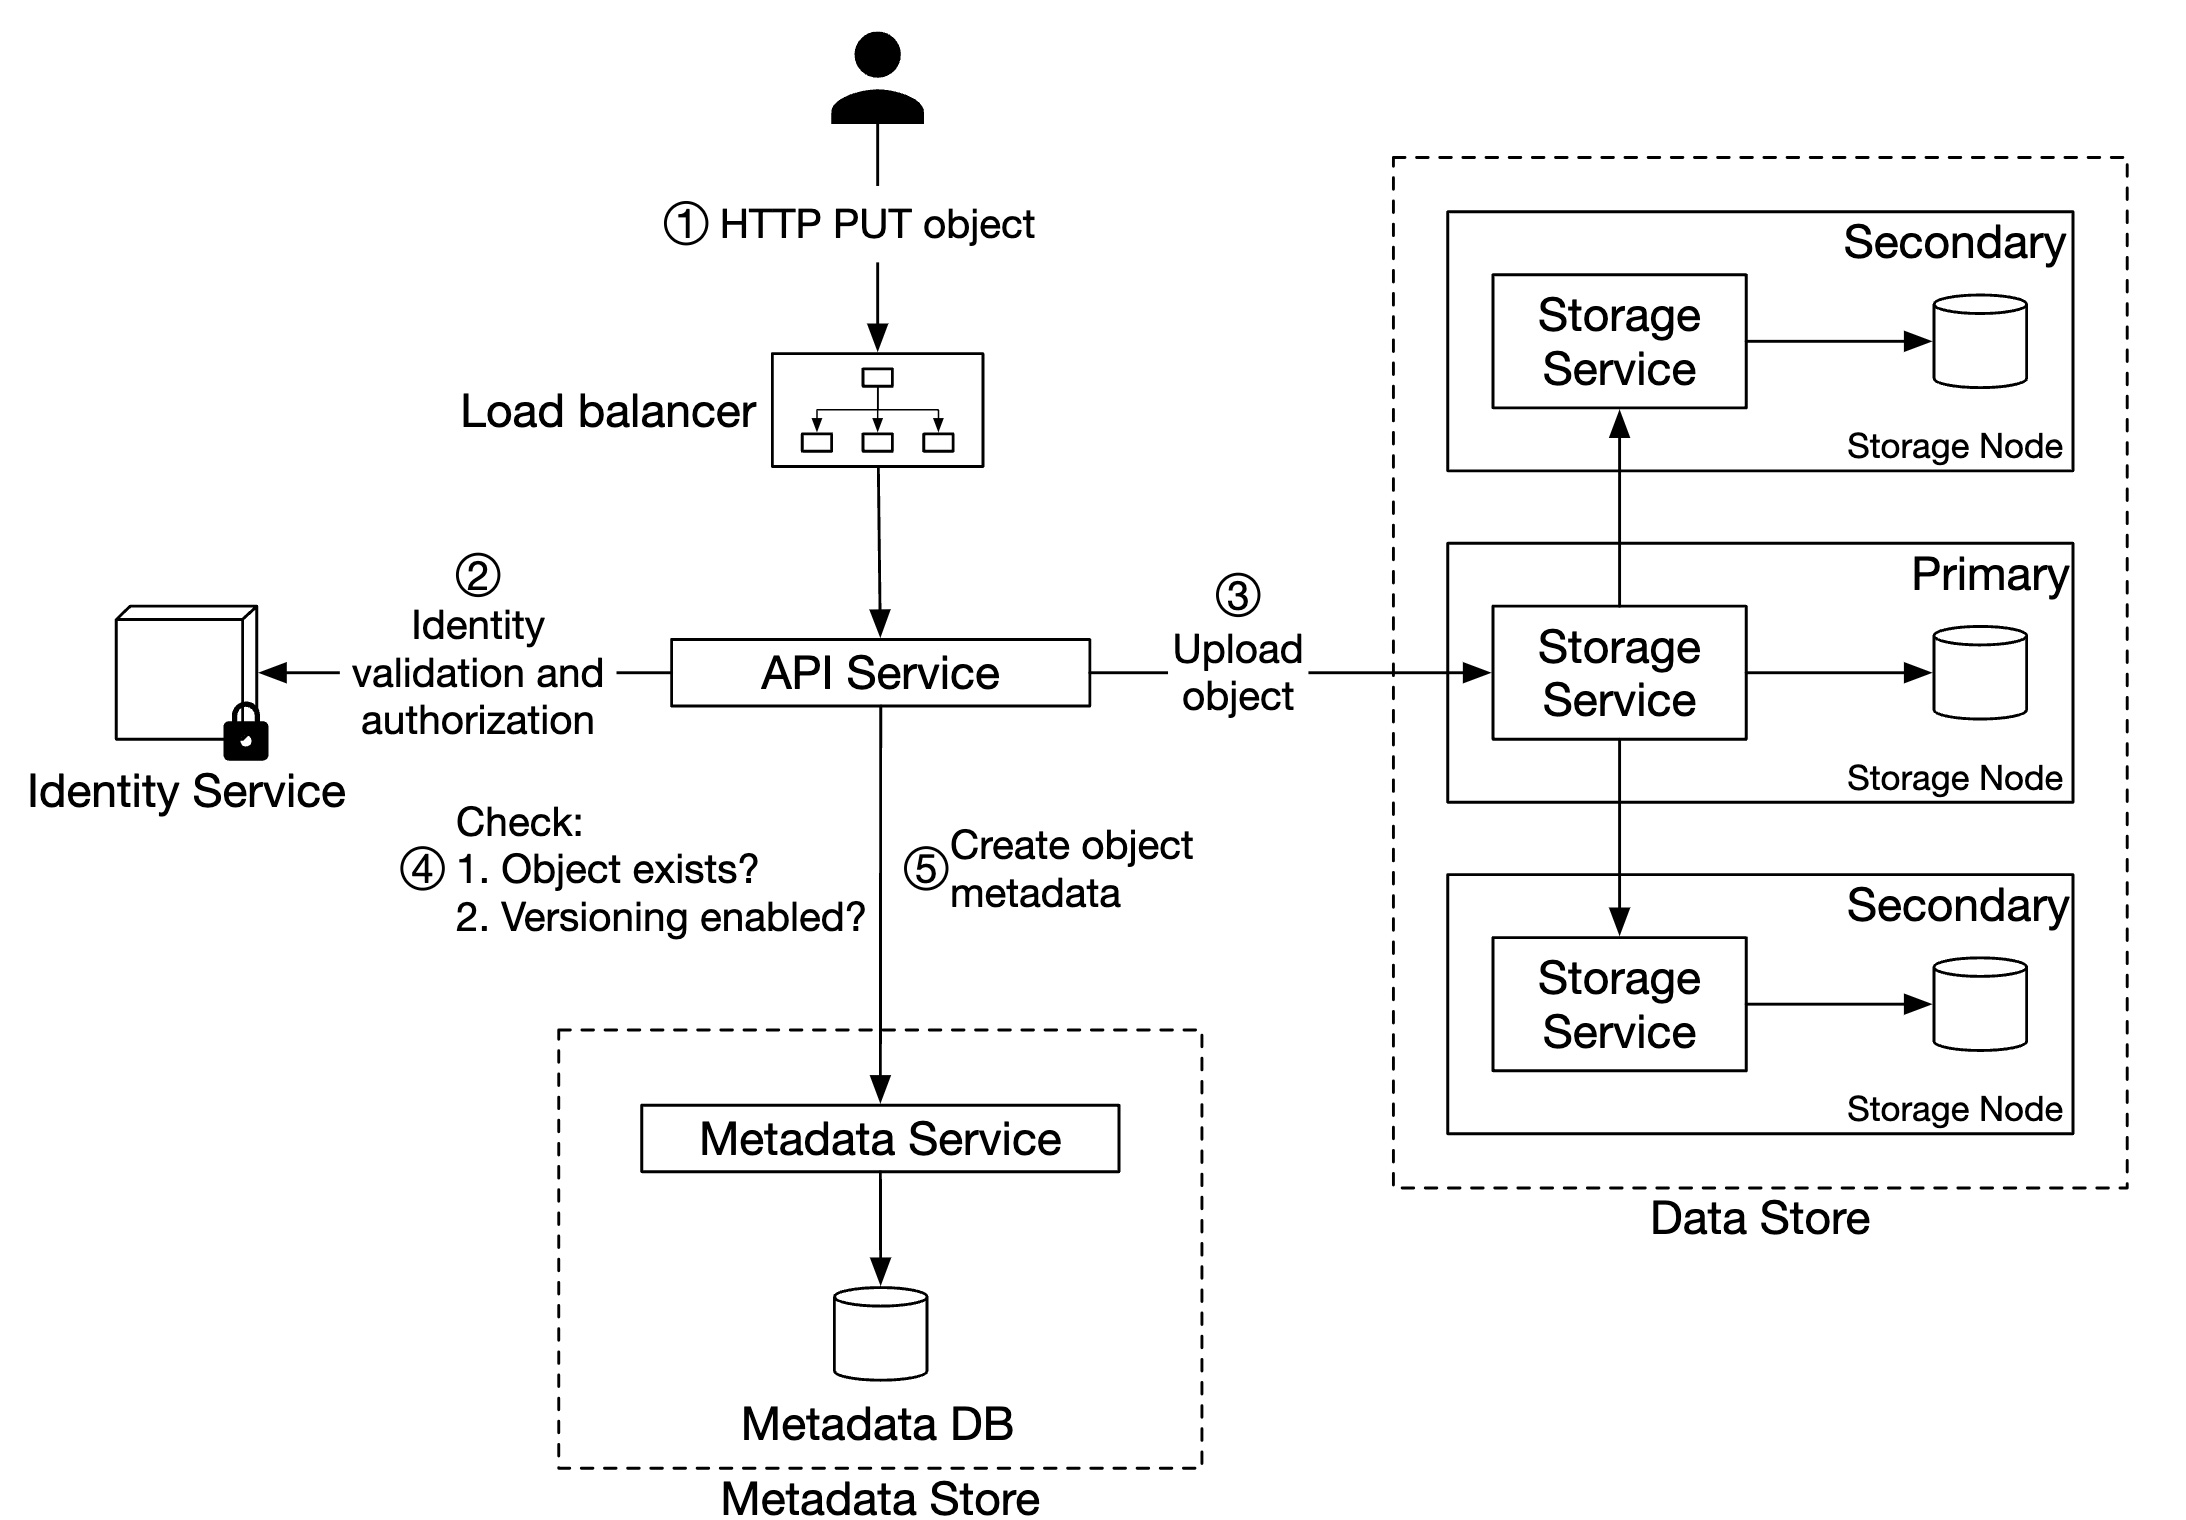 ① HTTP PUT object
Load balancer
②
Identity
validation and
authorization
Identity Service
API Service
③
Upload
object
Check:
④ 1. Object exists?
2. Versioning enabled?
⑤ Create object
metadata
Metadata Service
Metadata DB
Metadata Store
Secondary
Storage
Service
Storage Node
Primary
Storage
Service
Storage Node
Secondary
Storage
Service
Storage Node
Data Store